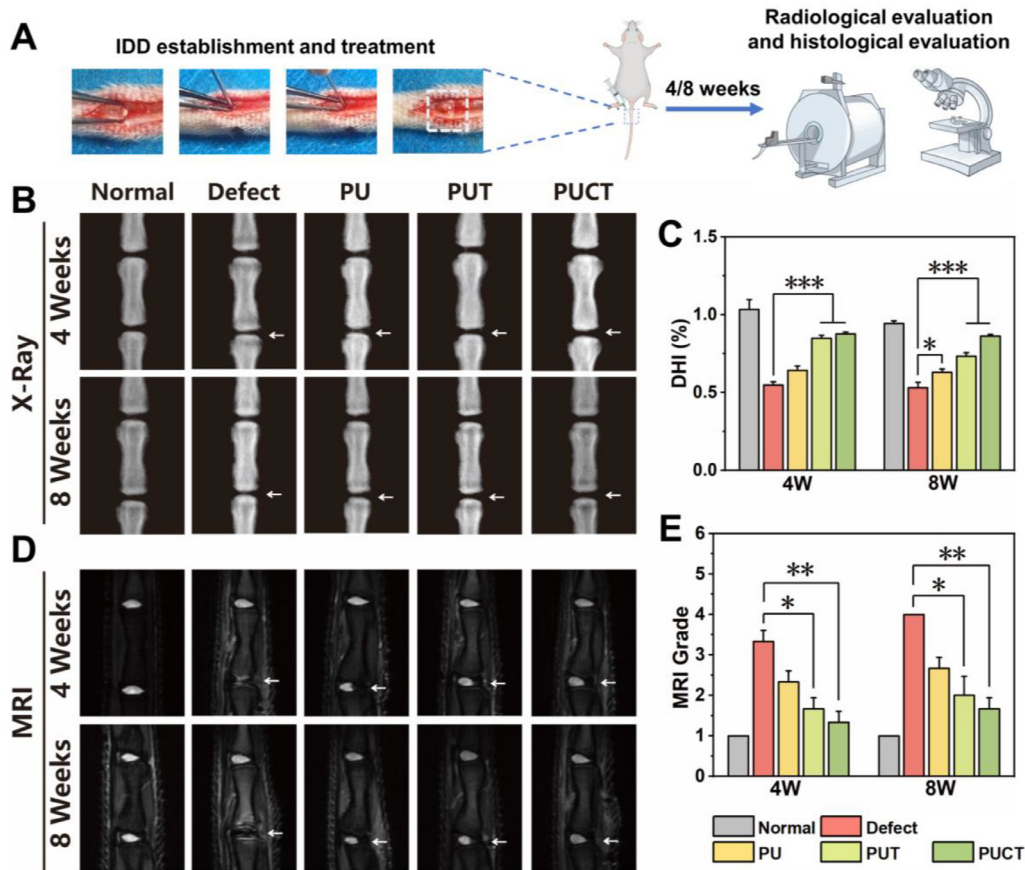 A
IDD establishment and treatment
4/8 weeks
Radiological evaluation
and histological evaluation
B
Normal
Defect
PU
PUT
PUCT
X-Ray
4 Weeks
8 Weeks
C
DHI (%)
1.5
1.0
0.5
0.0
***
***
*
4W
8W
D
MRI
4 Weeks
8 Weeks
E
MRI Grade
6
5
4
3
2
1
0
**
*
**
*
4W
8W
Normal
Defect
PU
PUT
PUCT